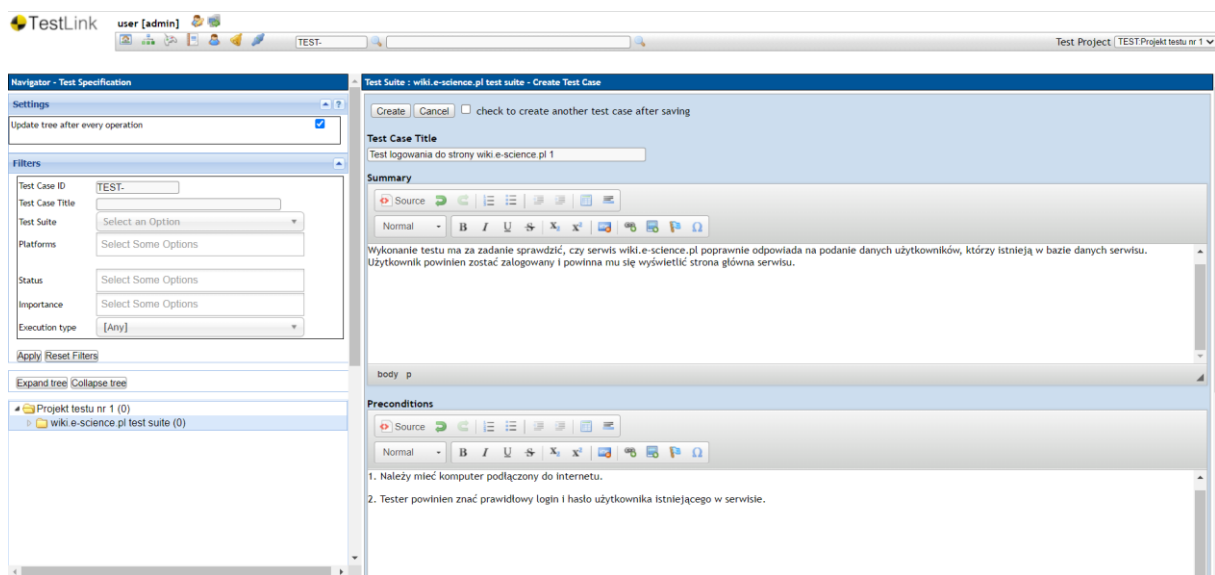 TestLink
user [admin]
TEST-
Test Project TEST:Projekt testu nr 1
Navigator - Test Specification
Settings
?
Update tree after every operation
Filters
Test Case ID TEST-
Test Case Title
Test Suite Select an Option
Platforms Select Some Options
Status Select Some Options
Importance Select Some Options
Execution type [Any]
Apply Reset Filters
Expand tree Collapse tree
Projekt testu nr 1 (0)
wiki.e-science.pl test suite (0)
Test Suite : wiki.e-science.pl test suite - Create Test Case
Create Cancel check to create another test case after saving
Test Case Title
Test logowania do strony wiki.e-science.pl 1
Summary
Source
Normal B I U S X₂ x² Ω
Wykonanie testu ma za zadanie sprawdzić, czy serwis wiki.e-science.pl poprawnie odpowiada na podanie danych użytkowników, którzy istnieją w bazie danych serwisu.
Użytkownik powinien zostać zalogowany i powinna mu się wyświetlić strona główna serwisu.
body p
Preconditions
Source
Normal B I U S X₂ x² Ω
1. Należy mieć komputer podłączony do internetu.
2. Tester powinien znać prawidłowy login i hasło użytkownika istniejącego w serwisie.